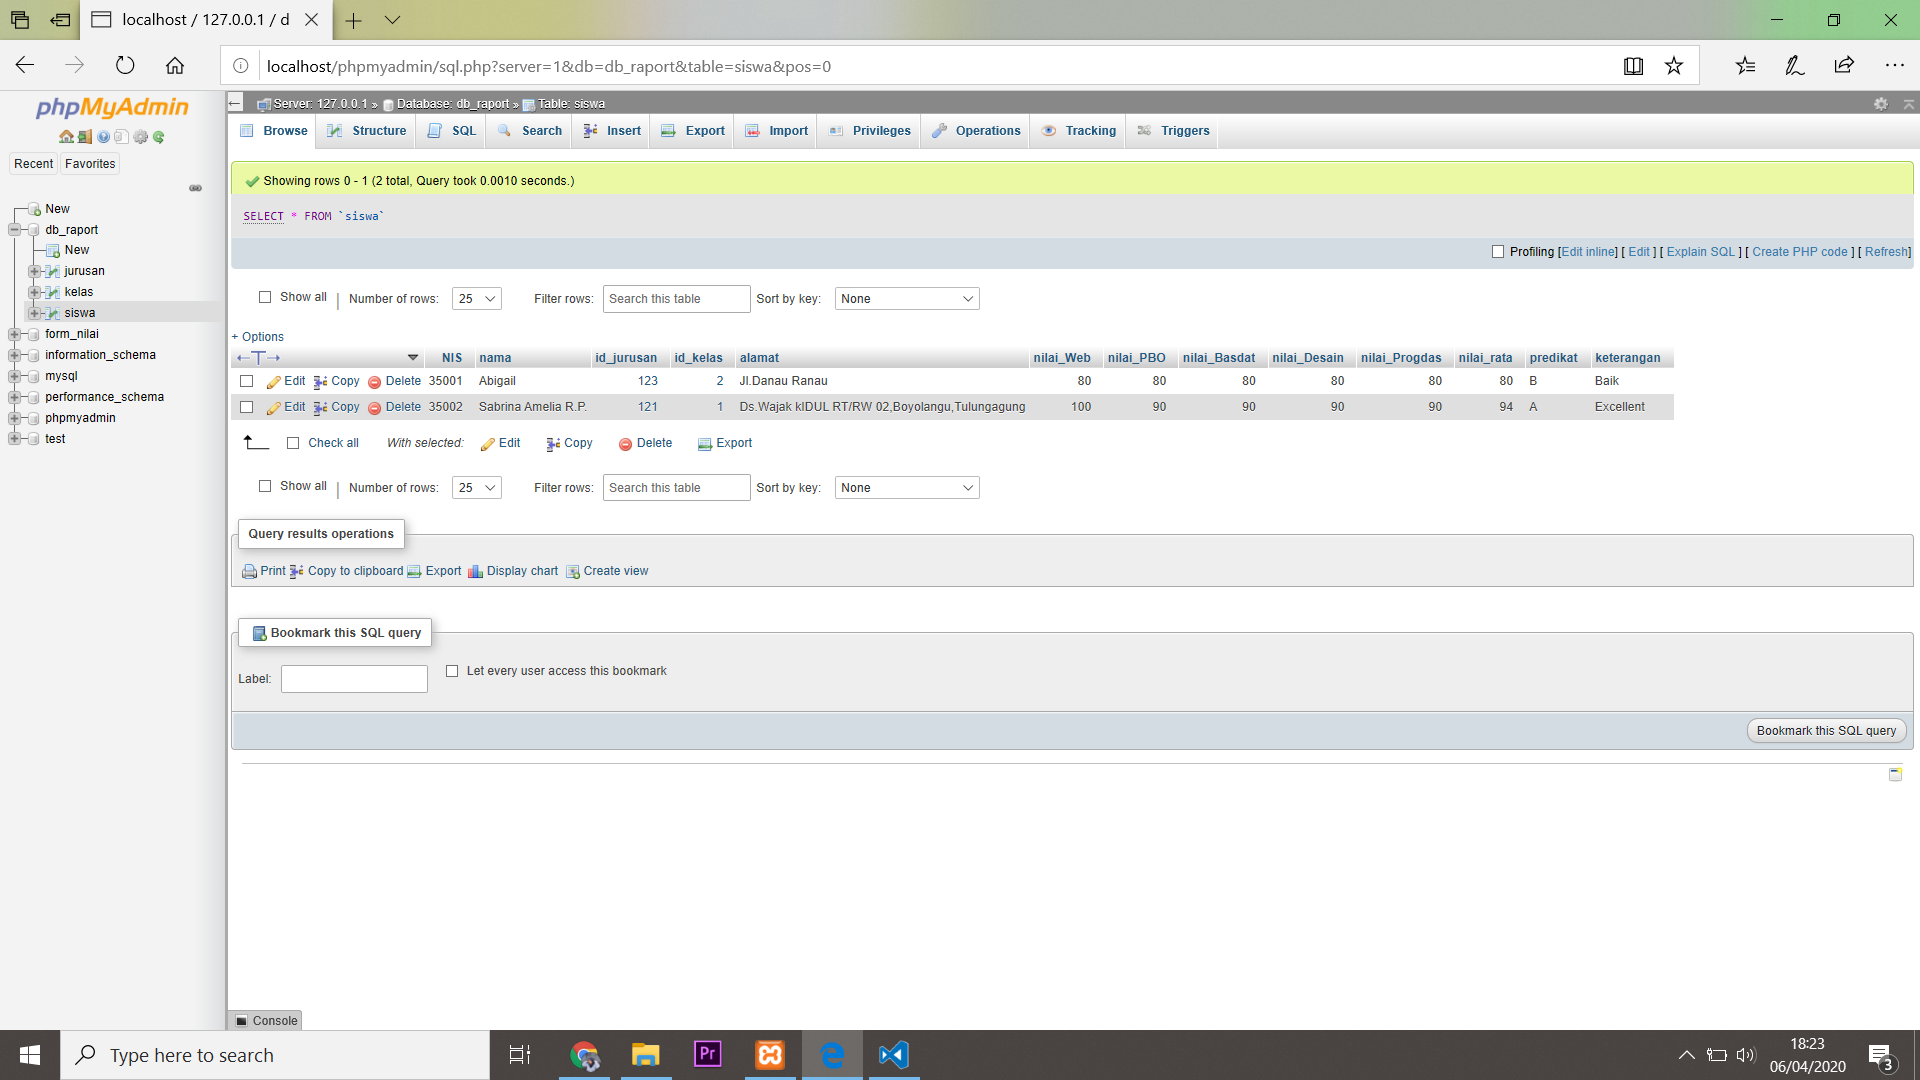 localhost / 127.0.0.1 / d
localhost/phpmyadmin/sql.php?server=1&db=db_raport&table=siswa&pos=0
phpMyAdmin
Recent Favorites
New
db_raport
New
jurusan
kelas
siswa
form_nilai
information_schema
mysql
performance_schema
phpmyadmin
test
Server: 127.0.0.1 » Database: db_raport » Table: siswa
Browse Structure SQL Search Insert Export Import Privileges Operations Tracking Triggers
Showing rows 0 - 1 (2 total, Query took 0.0010 seconds.)
SELECT * FROM `siswa`
Profiling [Edit inline] [ Edit ] [ Explain SQL ] [ Create PHP code ] [ Refresh]
Show all | Number of rows: 25 Filter rows: Search this table Sort by key: None
+ Options
NIS nama id_jurusan id_kelas alamat nilai_Web nilai_PBO nilai_Basdat nilai_Desain nilai_Progdas nilai_rata predikat keterangan
Edit Copy Delete 35001 Abigail 123 2 Jl.Danau Ranau 80 80 80 80 80 80 B Baik
Edit Copy Delete 35002 Sabrina Amelia R.P. 121 1 Ds.Wajak kIDUL RT/RW 02,Boyolangu,Tulungagung 100 90 90 90 90 94 A Excellent
Check all With selected: Edit Copy Delete Export
Show all | Number of rows: 25 Filter rows: Search this table Sort by key: None
Query results operations
Print Copy to clipboard Export Display chart Create view
Bookmark this SQL query
Label: Let every user access this bookmark
Bookmark this SQL query
Console
Type here to search
Pr
18:23
06/04/2020
3